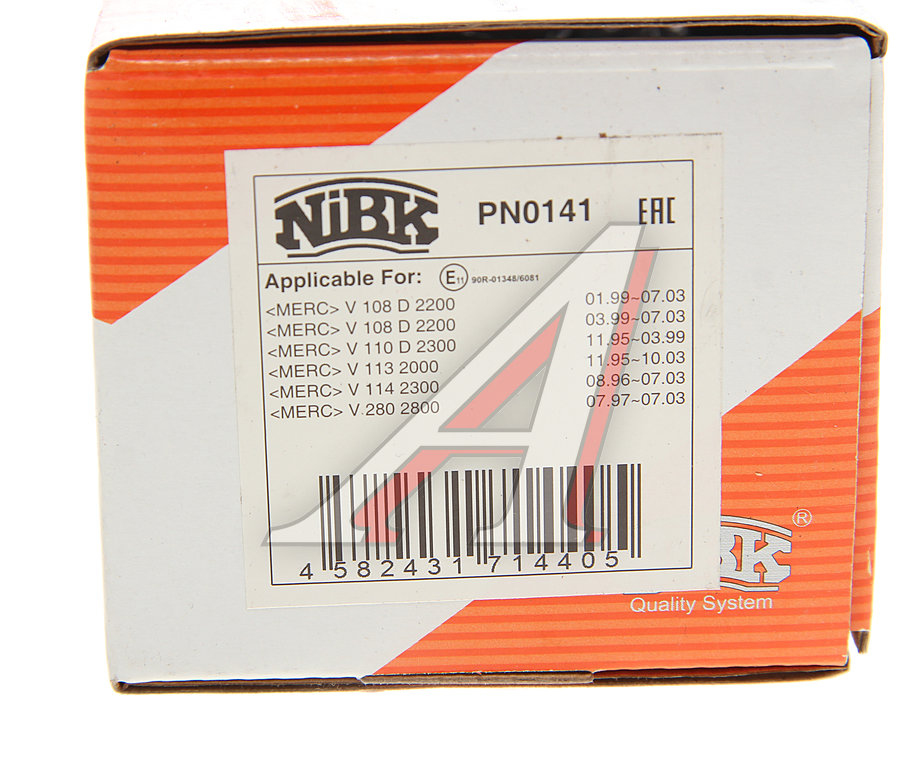 NiBK PN0141 EAC
Applicable For: E11 90R-01348/6081
<MERC> V 108 D 2200 01.99~07.03
<MERC> V 108 D 2200 03.99~07.03
<MERC> V 110 D 2300 11.95~03.99
<MERC> V 113 2000 11.95~10.03
<MERC> V 114 2300 08.96~07.03
<MERC> V 280 2800 07.97~07.03
4 582431 714405
®
Quality System